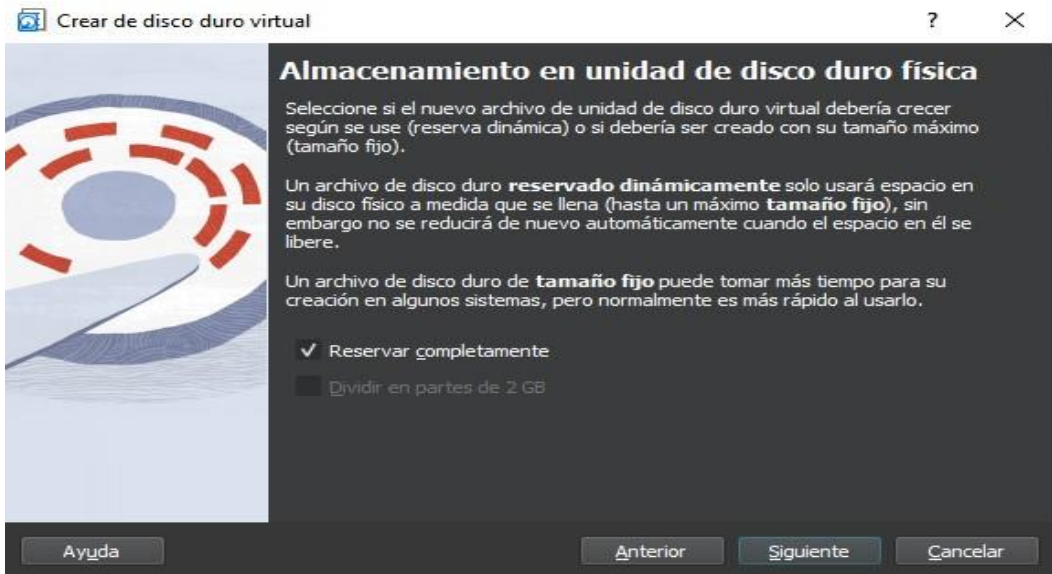 Crear de disco duro virtual
?
Almacenamiento en unidad de disco duro física
Seleccione si el nuevo archivo de unidad de disco duro virtual debería crecer
según se use (reserva dinámica) o si debería ser creado con su tamaño máximo
(tamaño fijo).
Un archivo de disco duro reservado dinámicamente solo usará espacio en
su disco físico a medida que se llena (hasta un máximo tamaño fijo), sin
embargo no se reducirá de nuevo automáticamente cuando el espacio en él se
libere.
Un archivo de disco duro de tamaño fijo puede tomar más tiempo para su
creación en algunos sistemas, pero normalmente es más rápido al usarlo.
Reservar completamente
Dividir en partes de 2 GB
Ayuda
Anterior
Siguiente
Cancelar